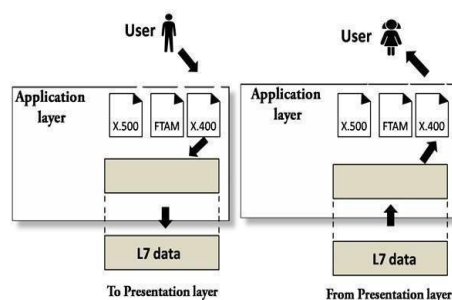 User
Application
layer
X.500 FTAM X.400
L7 data
To Presentation layer
User
Application
layer
X.500 FTAM X.400
L7 data
From Presentation layer